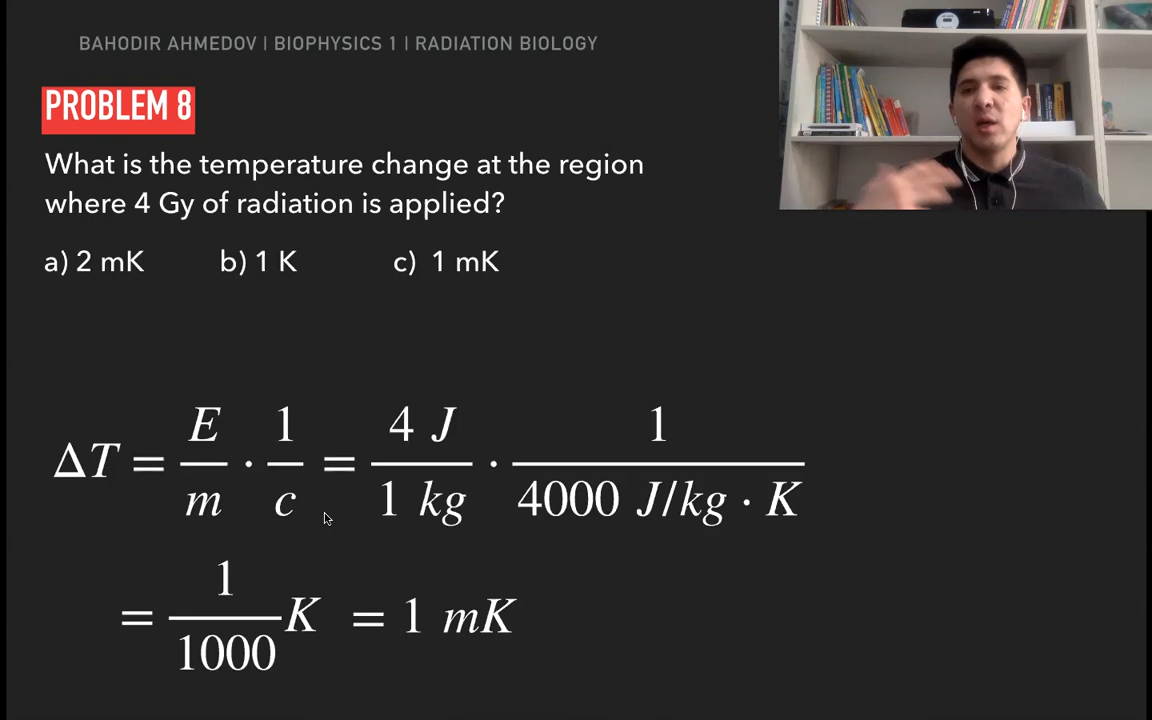 BAHODIR AHMEDOV | BIOPHYSICS 1 | RADIATION BIOLOGY
PROBLEM 8
What is the temperature change at the region
where 4 Gy of radiation is applied?
a) 2 mK b) 1 K c) 1 mK
ΔT = E/m · 1/c = 4 J/1 kg · 1/4000 J/kg · K
= 1/1000 K = 1 mK